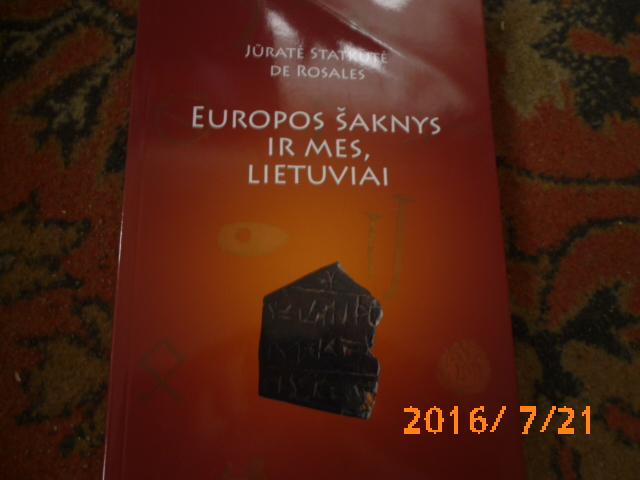 JŪRATĖ STATKUTĖ
DE ROSALES
EUROPOS ŠAKNYS
IR MES,
LIETUVIAI
2016/ 7/21